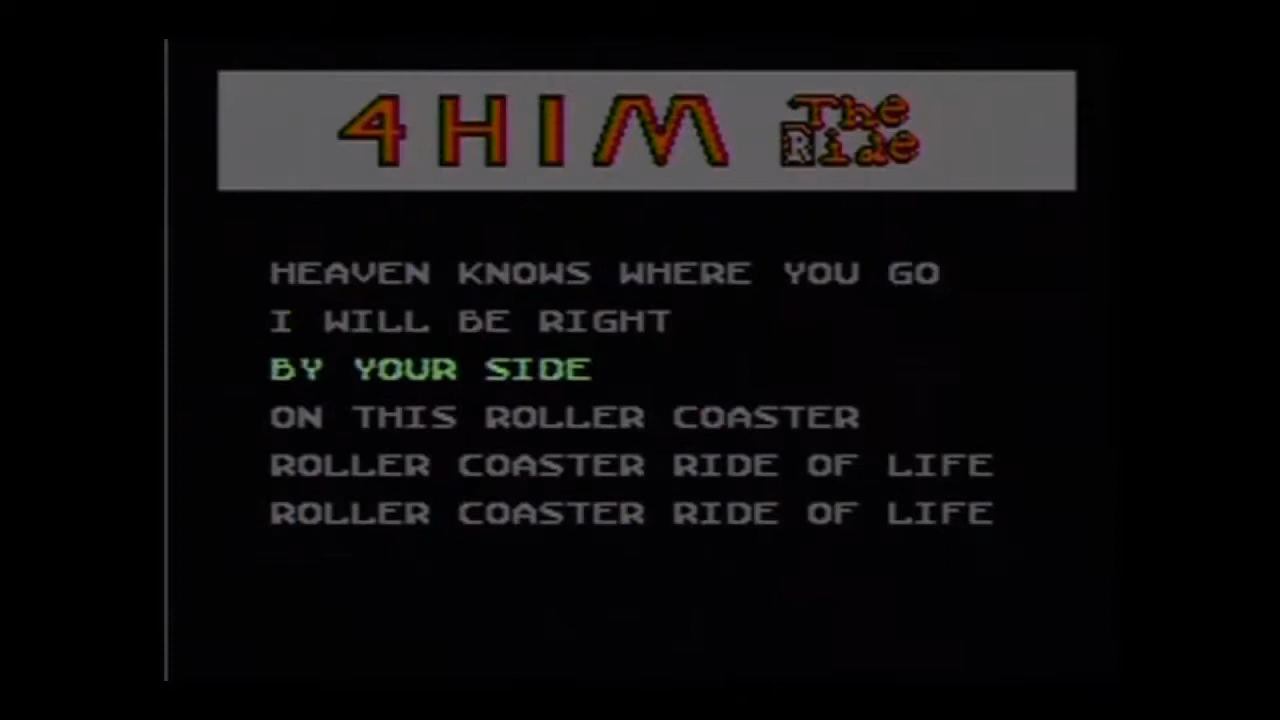 4HIM The Ride
HEAVEN KNOWS WHERE YOU GO
I WILL BE RIGHT
BY YOUR SIDE
ON THIS ROLLER COASTER
ROLLER COASTER RIDE OF LIFE
ROLLER COASTER RIDE OF LIFE